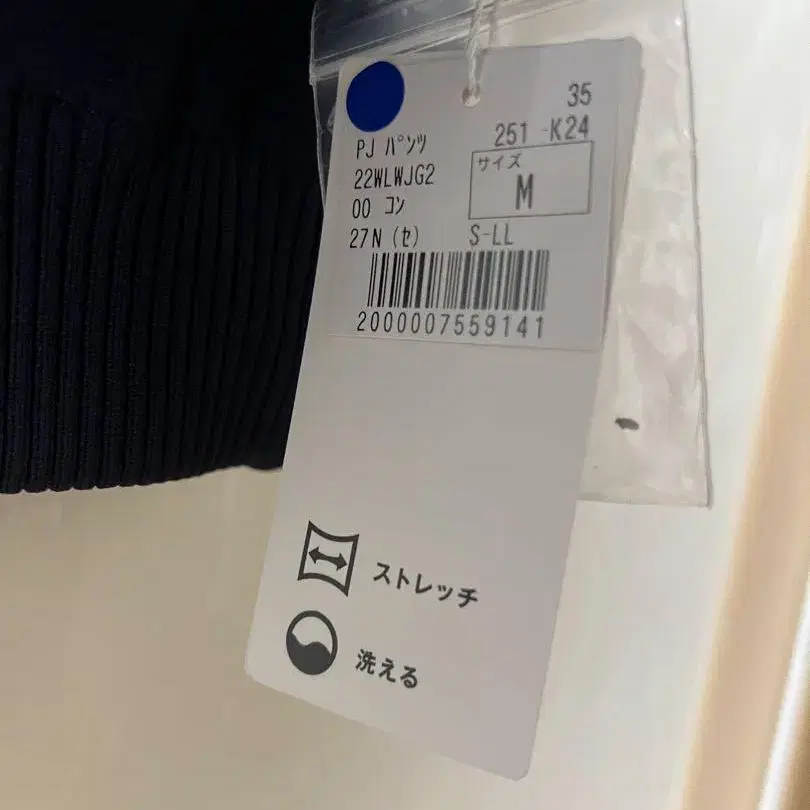 35
251 -K24
PJ パンツ
サイズ
22WLWJG2
M
00 コン
27N (セ) S-LL
2000007559141
ストレッチ
洗える